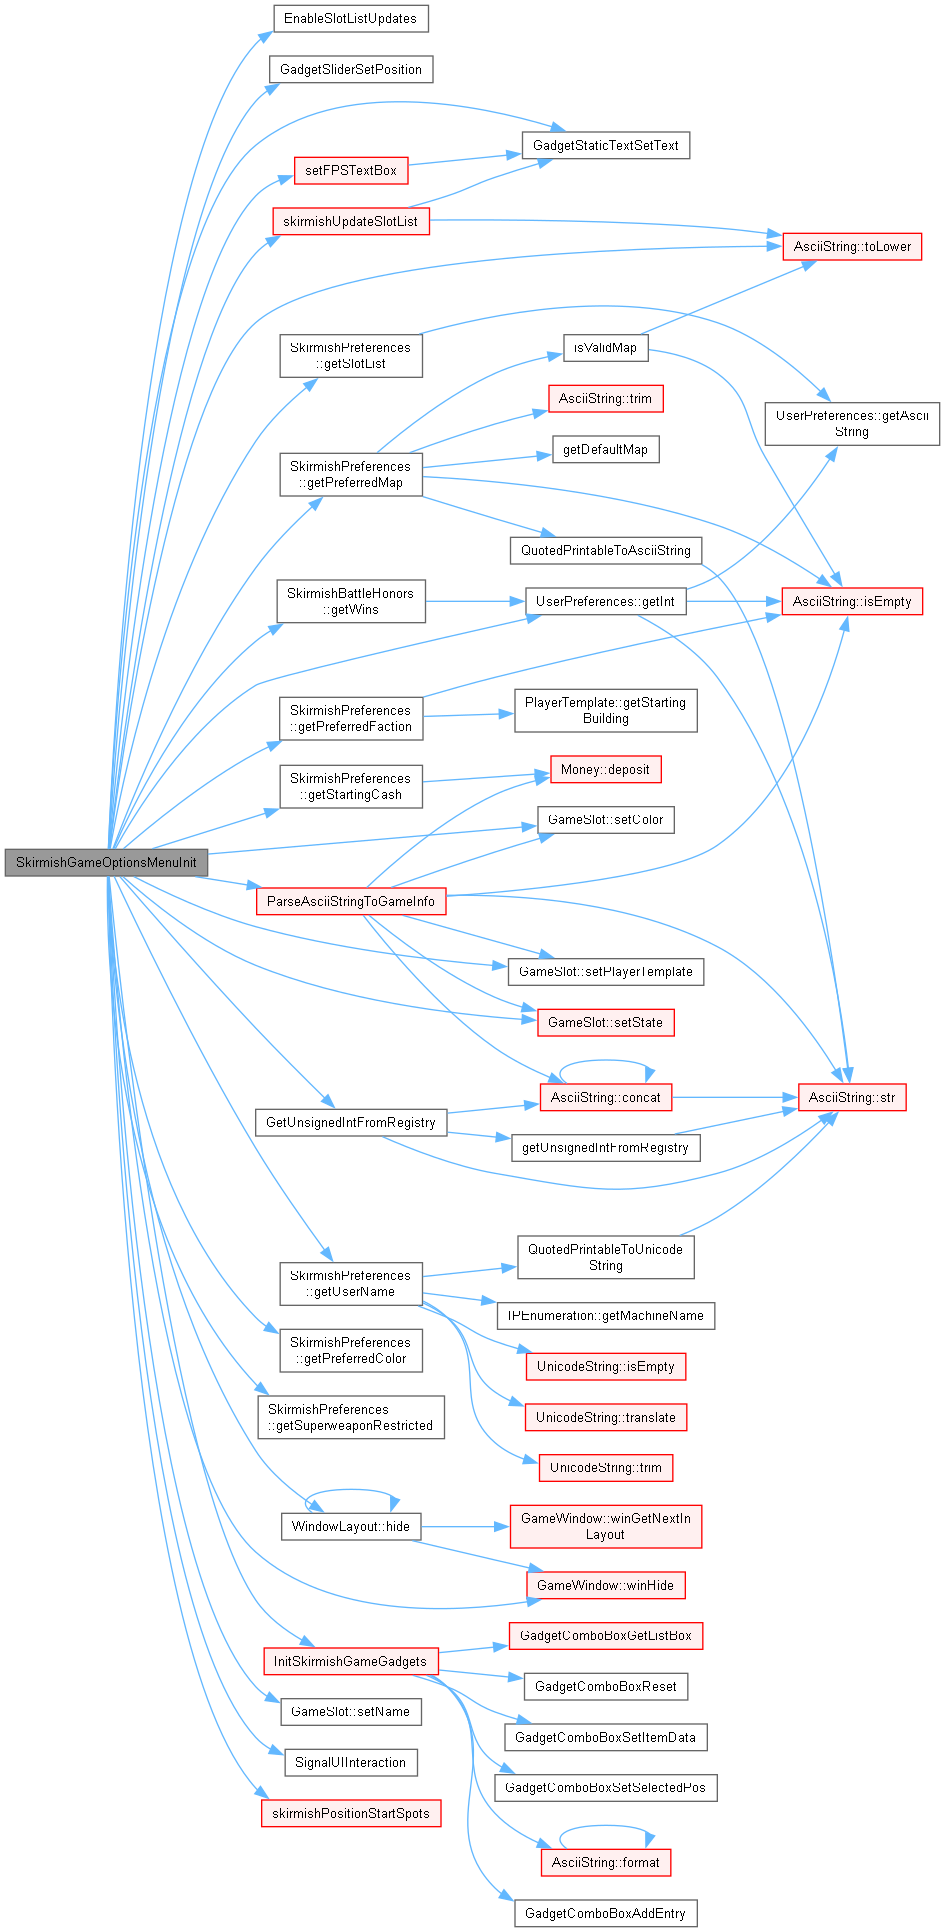 EnableSlotListUpdates
GadgetSliderSetPosition
GadgetStaticTextSetText
setFPSTextBox
skirmishUpdateSlotList
AsciiString::toLower
SkirmishPreferences
::getSlotList
isValidMap
AsciiString::trim
UserPreferences::getAscii
String
getDefaultMap
SkirmishPreferences
::getPreferredMap
QuotedPrintableToAsciiString
SkirmishBattleHonors
::getWins
UserPreferences::getInt
AsciiString::isEmpty
SkirmishPreferences
::getPreferredFaction
PlayerTemplate::getStarting
Building
SkirmishPreferences
::getStartingCash
Money::deposit
GameSlot::setColor
SkirmishGameOptionsMenuInit
ParseAsciiStringToGameInfo
GameSlot::setPlayerTemplate
GameSlot::setState
AsciiString::concat
AsciiString::str
GetUnsignedIntFromRegistry
getUnsignedIntFromRegistry
QuotedPrintableToUnicode
String
SkirmishPreferences
::getUserName
IPEnumeration::getMachineName
SkirmishPreferences
::getPreferredColor
UnicodeString::isEmpty
SkirmishPreferences
::getSuperweaponRestricted
UnicodeString::translate
UnicodeString::trim
WindowLayout::hide
GameWindow::winGetNextIn
Layout
GameWindow::winHide
GadgetComboBoxGetListBox
InitSkirmishGameGadgets
GadgetComboBoxReset
GameSlot::setName
GadgetComboBoxSetItemData
SignalUIInteraction
GadgetComboBoxSetSelectedPos
skirmishPositionStartSpots
AsciiString::format
GadgetComboBoxAddEntry